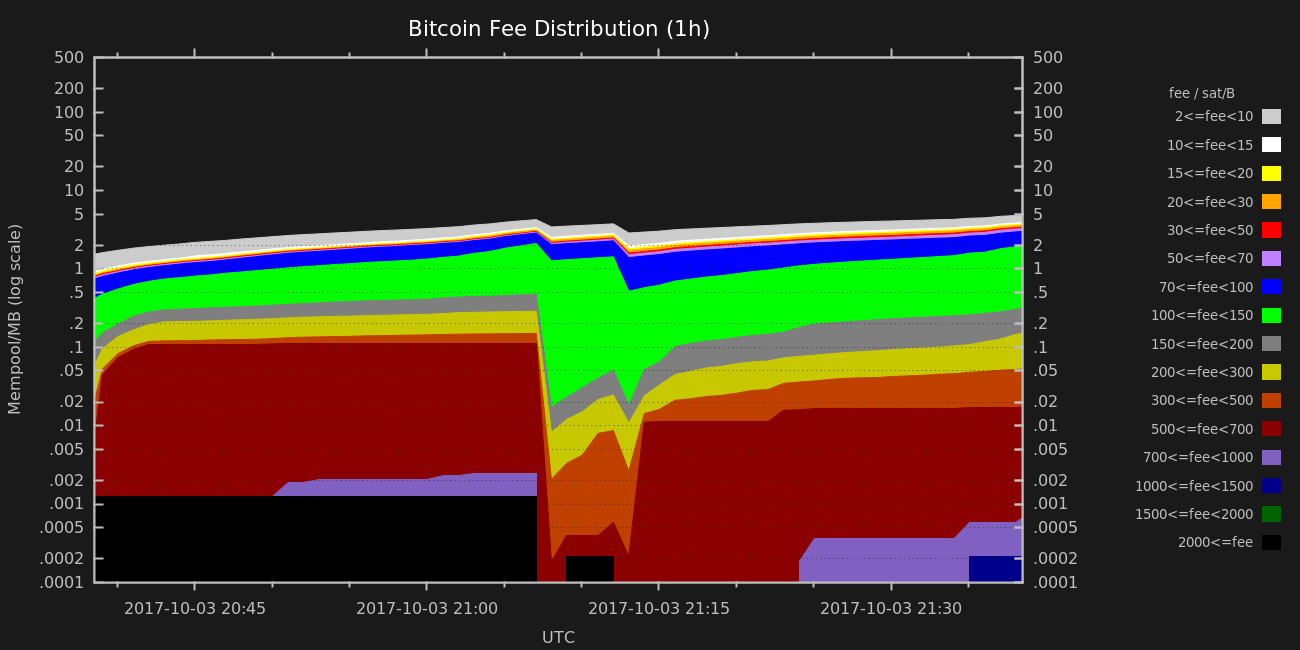 Bitcoin Fee Distribution (1h)
Mempool/MB (log scale)
500
200
100
50
20
10
5
2
1
.5
.2
.1
.05
.02
.01
.005
.002
.001
.0005
.0002
.0001
500
200
100
50
20
10
5
2
1
.5
.2
.1
.05
.02
.01
.005
.002
.001
.0005
.0002
.0001
2017-10-03 20:45
2017-10-03 21:00
2017-10-03 21:15
2017-10-03 21:30
UTC
fee / sat/B
2<=fee<10
10<=fee<15
15<=fee<20
20<=fee<30
30<=fee<50
50<=fee<70
70<=fee<100
100<=fee<150
150<=fee<200
200<=fee<300
300<=fee<500
500<=fee<700
700<=fee<1000
1000<=fee<1500
1500<=fee<2000
2000<=fee